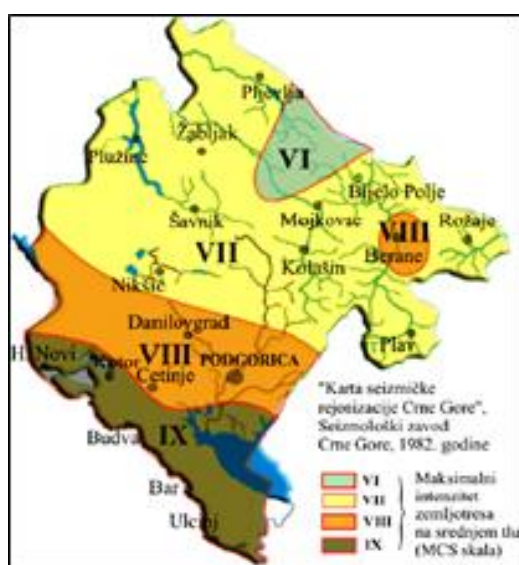 Pljevlja
Žabljak
VI
Plužine
Bijelo Polje
Šavnik
Mojkovac
VIII
Rožaje
VII
Berane
Kolašin
Nikšić
Danilovgrad
Plav
VIII
PODGORICA
H. Novi
Kotor
Cetinje
"Karta seizmičke
rejonizacije Crne Gore",
Seizmološki zavod
Crne Gore, 1982. godine
IX
Budva
Bar
Ulcinj
VI
VII
VIII
IX
Maksimalni
intenzitet
zemljotresa
na srednjem tlu
(MCS skala)